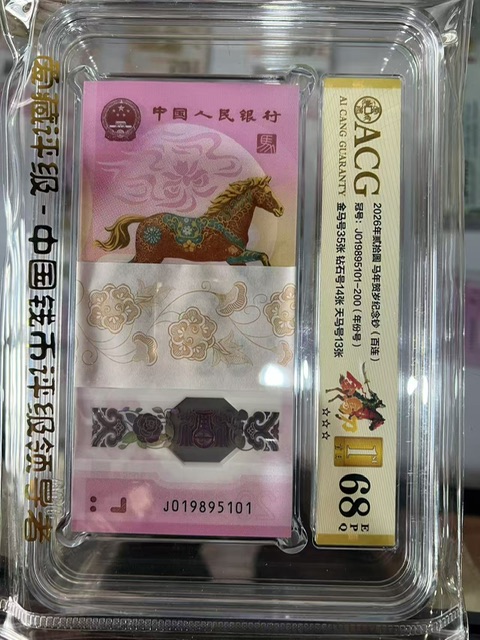 爱藏评级 - 中国钱币评级领导者
中国人民银行
馬
J019895101
ACG
AI CANG GUARANTY
2026年贰拾圆 马年贺岁纪念钞（百连）
冠号：J019895101-200（年份号）
金马号35张 钻石号14张 天马号13张
68
EPQ